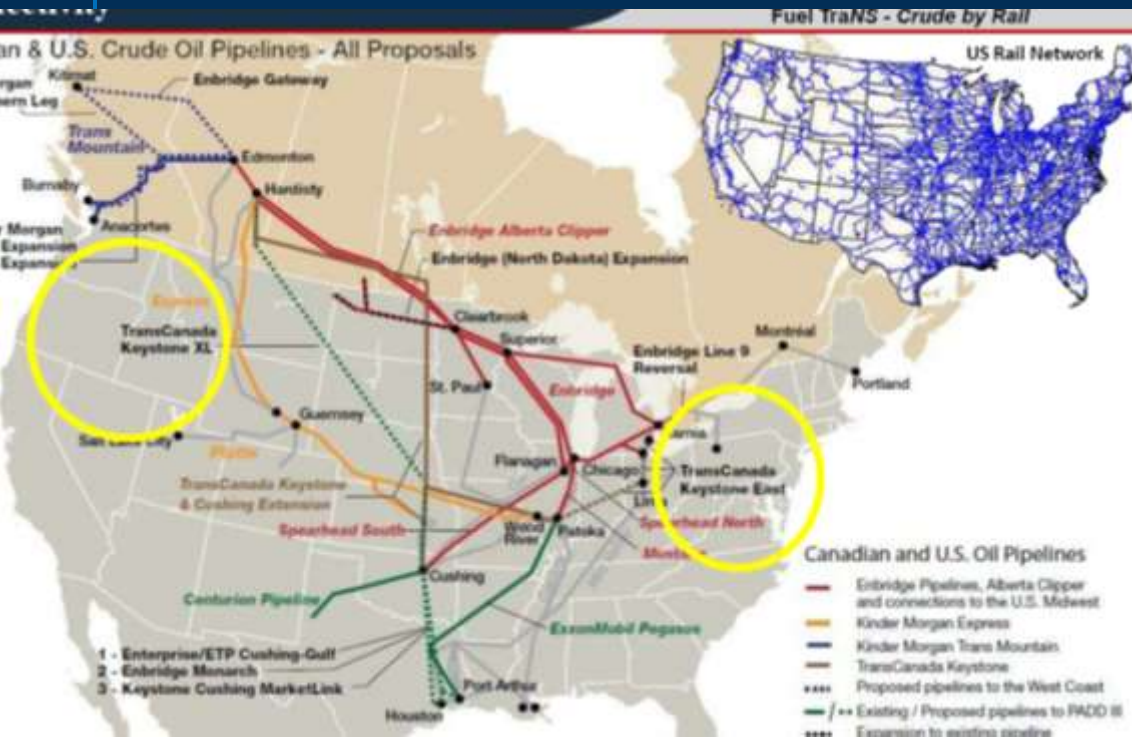 Fuel TraNS - Crude by Rail
& U.S. Crude Oil Pipelines - All Proposals
US Rail Network
Kitimat
Enbridge Gateway
Leg
Trans
Mountain
Edmonton
Hardisty
Burnaby
Anacortes
Morgan
Expansion
Enbridge Alberta Clipper
Enbridge (North Dakota) Expansion
Express
TransCanada
Keystone XL
Clearbrook
Superior
Enbridge Line 9
Reversal
Montréal
Portland
St. Paul
Enbridge
Guernsey
Salt Lake City
Platte
Flanagan
Chicago
TransCanada
Keystone East
TransCanada Keystone
& Cushing Extension
Spearhead South
Wood
River
Patoka
Lima
Spearhead North
Mustang
Cushing
Centurion Pipeline
ExxonMobil Pegasus
1 - Enterprise/ETP Cushing-Gulf
2 - Enbridge Monarch
3 - Keystone Cushing MarketLink
Port Arthur
Houston
Canadian and U.S. Oil Pipelines
Enbridge Pipelines, Alberta Clipper
and connections to the U.S. Midwest
Kinder Morgan Express
Kinder Morgan Trans Mountain
TransCanada Keystone
Proposed pipelines to the West Coast
Existing / Proposed pipelines to PADD III
Expansion to existing pipeline